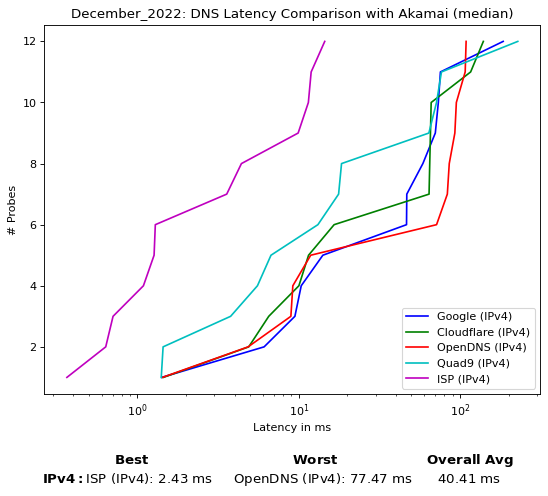 December_2022: DNS Latency Comparison with Akamai (median)
12
10
8
6
4
2
# Probes
10⁰
10¹
10²
Latency in ms
Google (IPv4)
Cloudflare (IPv4)
OpenDNS (IPv4)
Quad9 (IPv4)
ISP (IPv4)
Best Worst Overall Avg
IPv4: ISP (IPv4): 2.43 ms OpenDNS (IPv4): 77.47 ms 40.41 ms